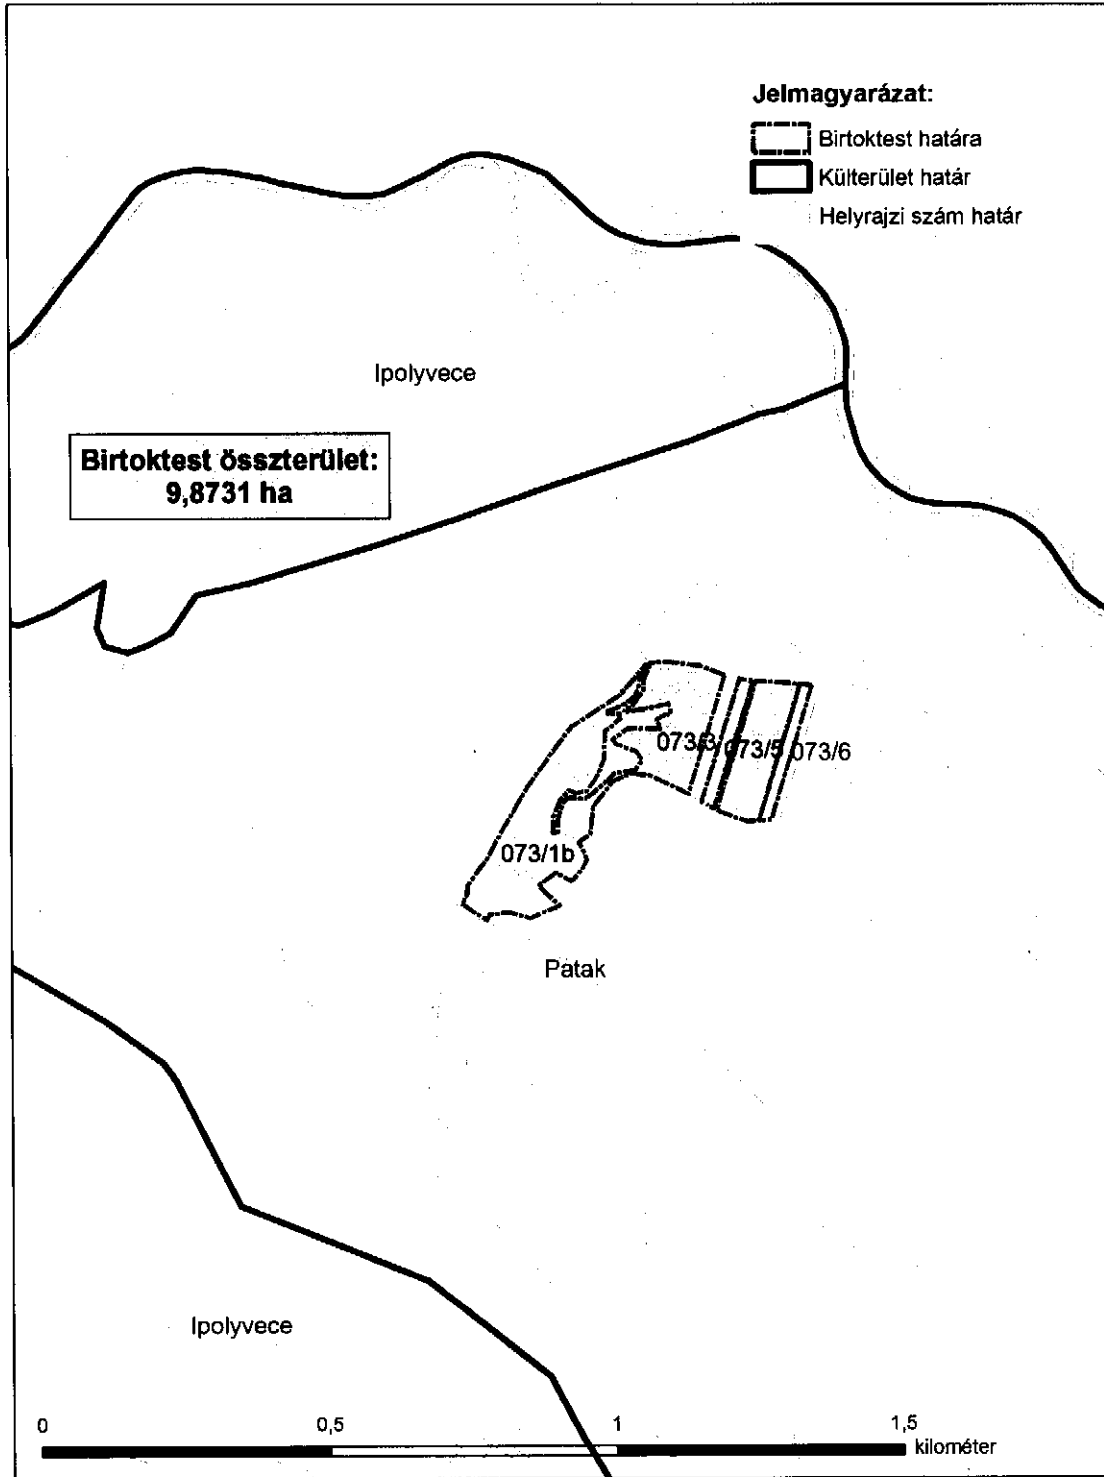 Jelmagyarázat:
Birtoktest határa
Külterület határ
Helyrajzi szám határ
Ipolyvece
Birtoktest összterület:
9,8731 ha
073/3
073/5
073/6
073/1b
Patak
Ipolyvece
0
0,5
1
1,5
kilométer